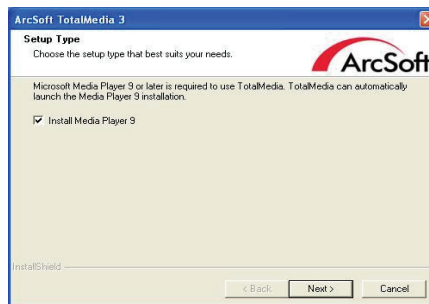 ArcSoft TotalMedia 3
Setup Type
Choose the setup type that best suits your needs.
ArcSoft
Microsoft Media Player 9 or later is required to use TotalMedia. TotalMedia can automatically
launch the Media Player 9 installation.
Install Media Player 9
InstallShield
< Back Next > Cancel